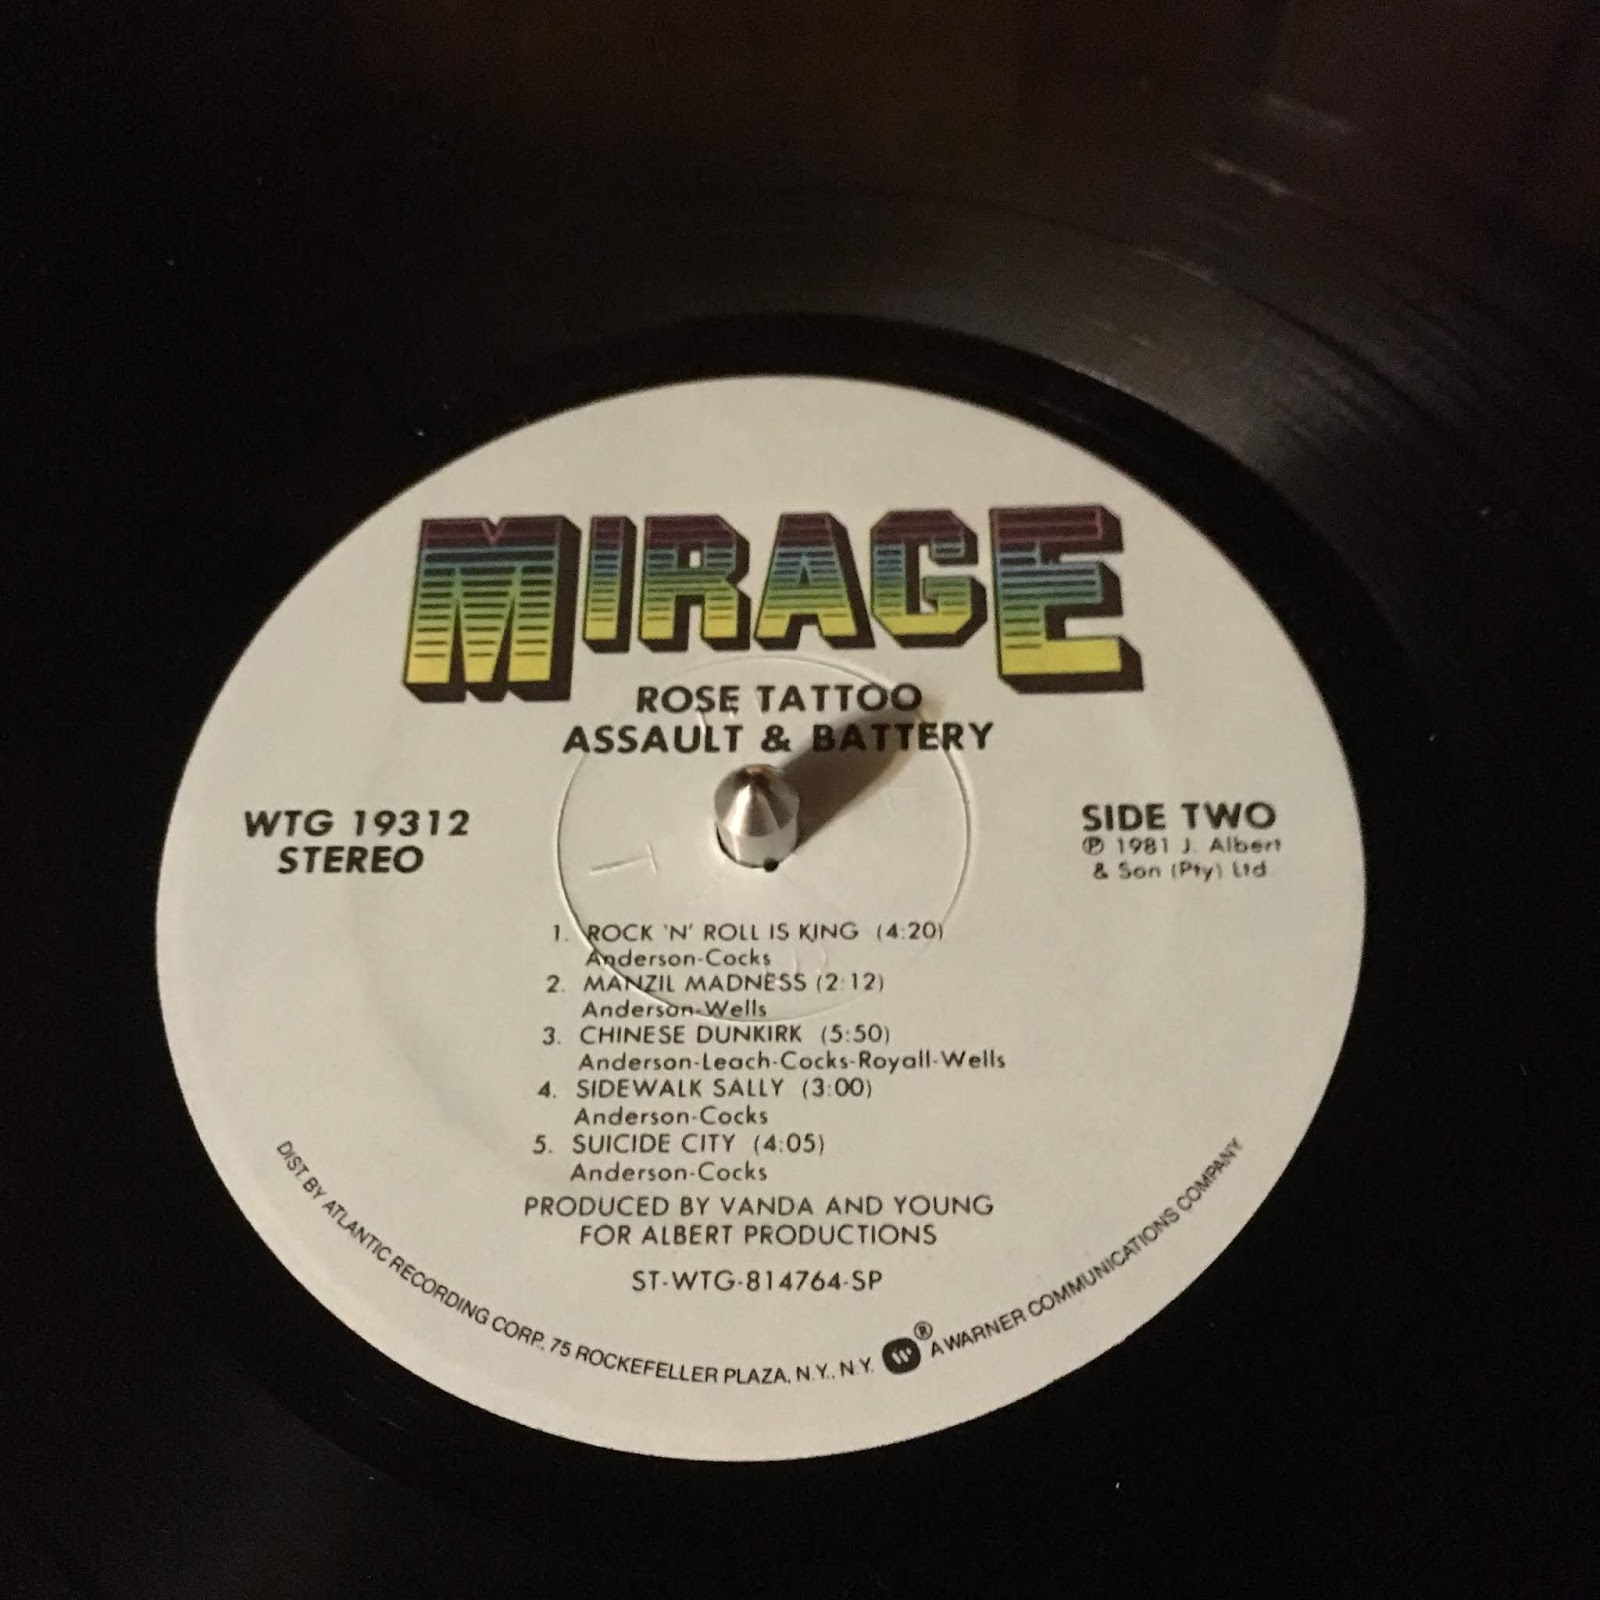 MIRAGE
ROSE TATTOO
ASSAULT & BATTERY
WTG 19312
STEREO
SIDE TWO
℗ 1981 J. Albert
& Son (Pty) Ltd.
1. ROCK 'N' ROLL IS KING (4:20)
Anderson-Cocks
2. MANZIL MADNESS (2:12)
Anderson-Wells
3. CHINESE DUNKIRK (5:50)
Anderson-Leach-Cocks-Royall-Wells
4. SIDEWALK SALLY (3:00)
Anderson-Cocks
5. SUICIDE CITY (4:05)
Anderson-Cocks
PRODUCED BY VANDA AND YOUNG
FOR ALBERT PRODUCTIONS
ST-WTG-814764-SP
DIST. BY ATLANTIC RECORDING CORP., 75 ROCKEFELLER PLAZA, N.Y., N.Y. ® A WARNER COMMUNICATIONS COMPANY